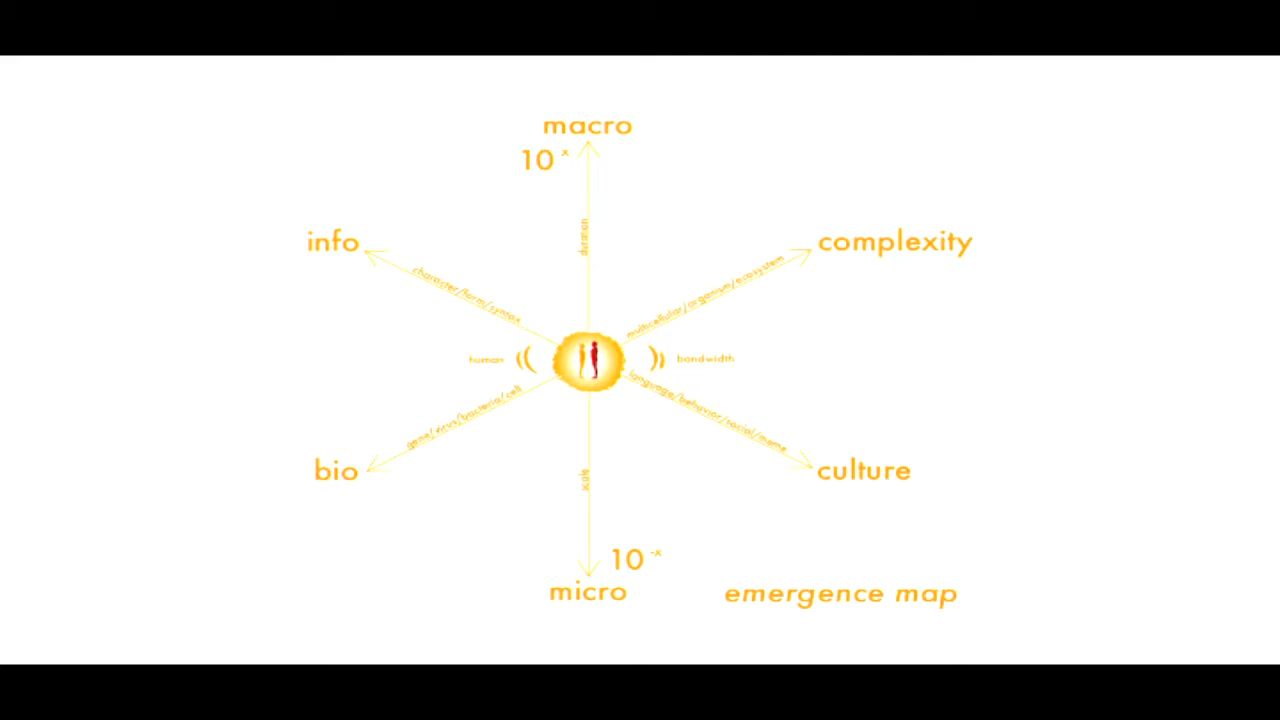 macro
10 x
duration
info
complexity
character/form/syntax
multicellular/organism/ecosystem
human
bandwidth
gene/virus/bacteria/cell
language/behavior/social/meme
bio
culture
scale
10 -x
micro
emergence map